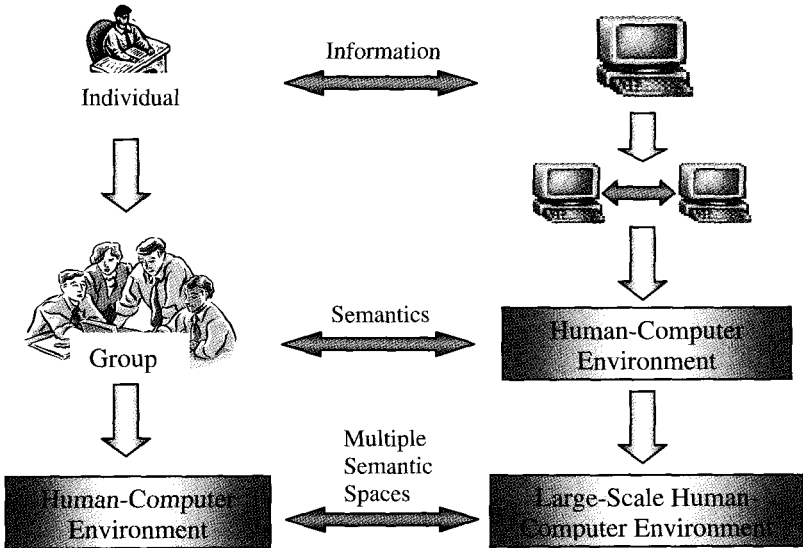 Information
Individual
Semantics
Group
Human-Computer
Environment
Multiple
Semantic
Spaces
Human-Computer
Environment
Large-Scale Human-
Computer Environment